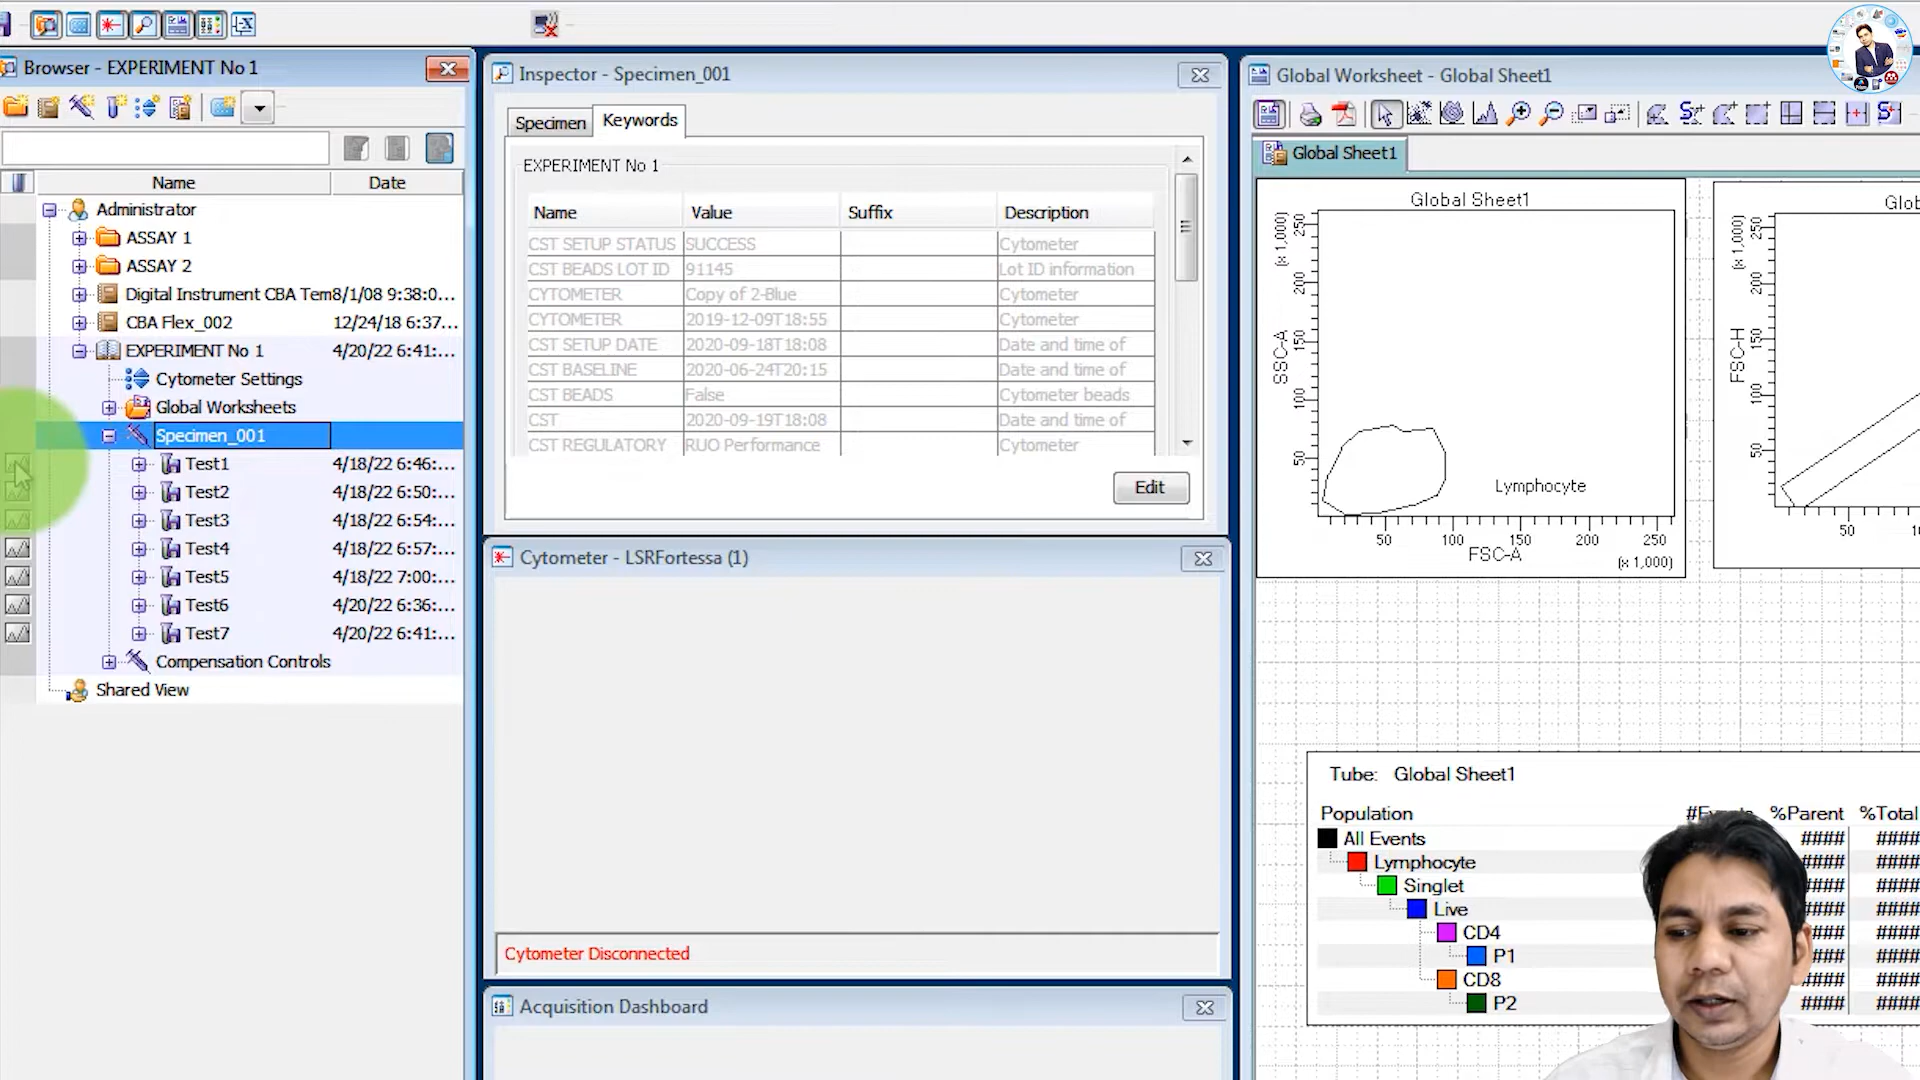 Browser - EXPERIMENT No 1
Name Date
Administrator
ASSAY 1
ASSAY 2
Digital Instrument CBA Tem8/1/08 9:38:0...
CBA Flex_002 12/24/18 6:37...
EXPERIMENT No 1 4/20/22 6:41:...
Cytometer Settings
Global Worksheets
Specimen_001
Test1 4/18/22 6:46:...
Test2 4/18/22 6:50:...
Test3 4/18/22 6:54:...
Test4 4/18/22 6:57:...
Test5 4/18/22 7:00:...
Test6 4/20/22 6:36:...
Test7 4/20/22 6:41:...
Compensation Controls
Shared View
Inspector - Specimen_001
Specimen Keywords
EXPERIMENT No 1
Name Value Suffix Description
CST SETUP STATUS SUCCESS Cytometer
CST BEADS LOT ID 91145 Lot ID information
CYTOMETER Copy of 2-Blue Cytometer
CYTOMETER 2019-12-09T18:55 Cytometer
CST SETUP DATE 2020-09-18T18:08 Date and time of
CST BASELINE 2020-06-24T20:15 Date and time of
CST BEADS False Cytometer beads
CST 2020-09-19T18:08 Date and time of
CST REGULATORY RUO Performance Cytometer
Edit
Cytometer - LSRFortessa (1)
Cytometer Disconnected
Acquisition Dashboard
Global Worksheet - Global Sheet1
Global Sheet1
Global Sheet1
SSC-A
(x 1,000)
50 100 150 200 250
Lymphocyte
50 100 150 200 250
FSC-A
(x 1,000)
Glob
FSC-H
(x 1,000)
50 100 150 200 250
50
Tube: Global Sheet1
Population %Parent %Total
All Events #### ####
Lymphocyte #### ####
Singlet #### ####
Live #### ####
CD4 #### ####
P1 #### ####
CD8 #### ####
P2 #### ####